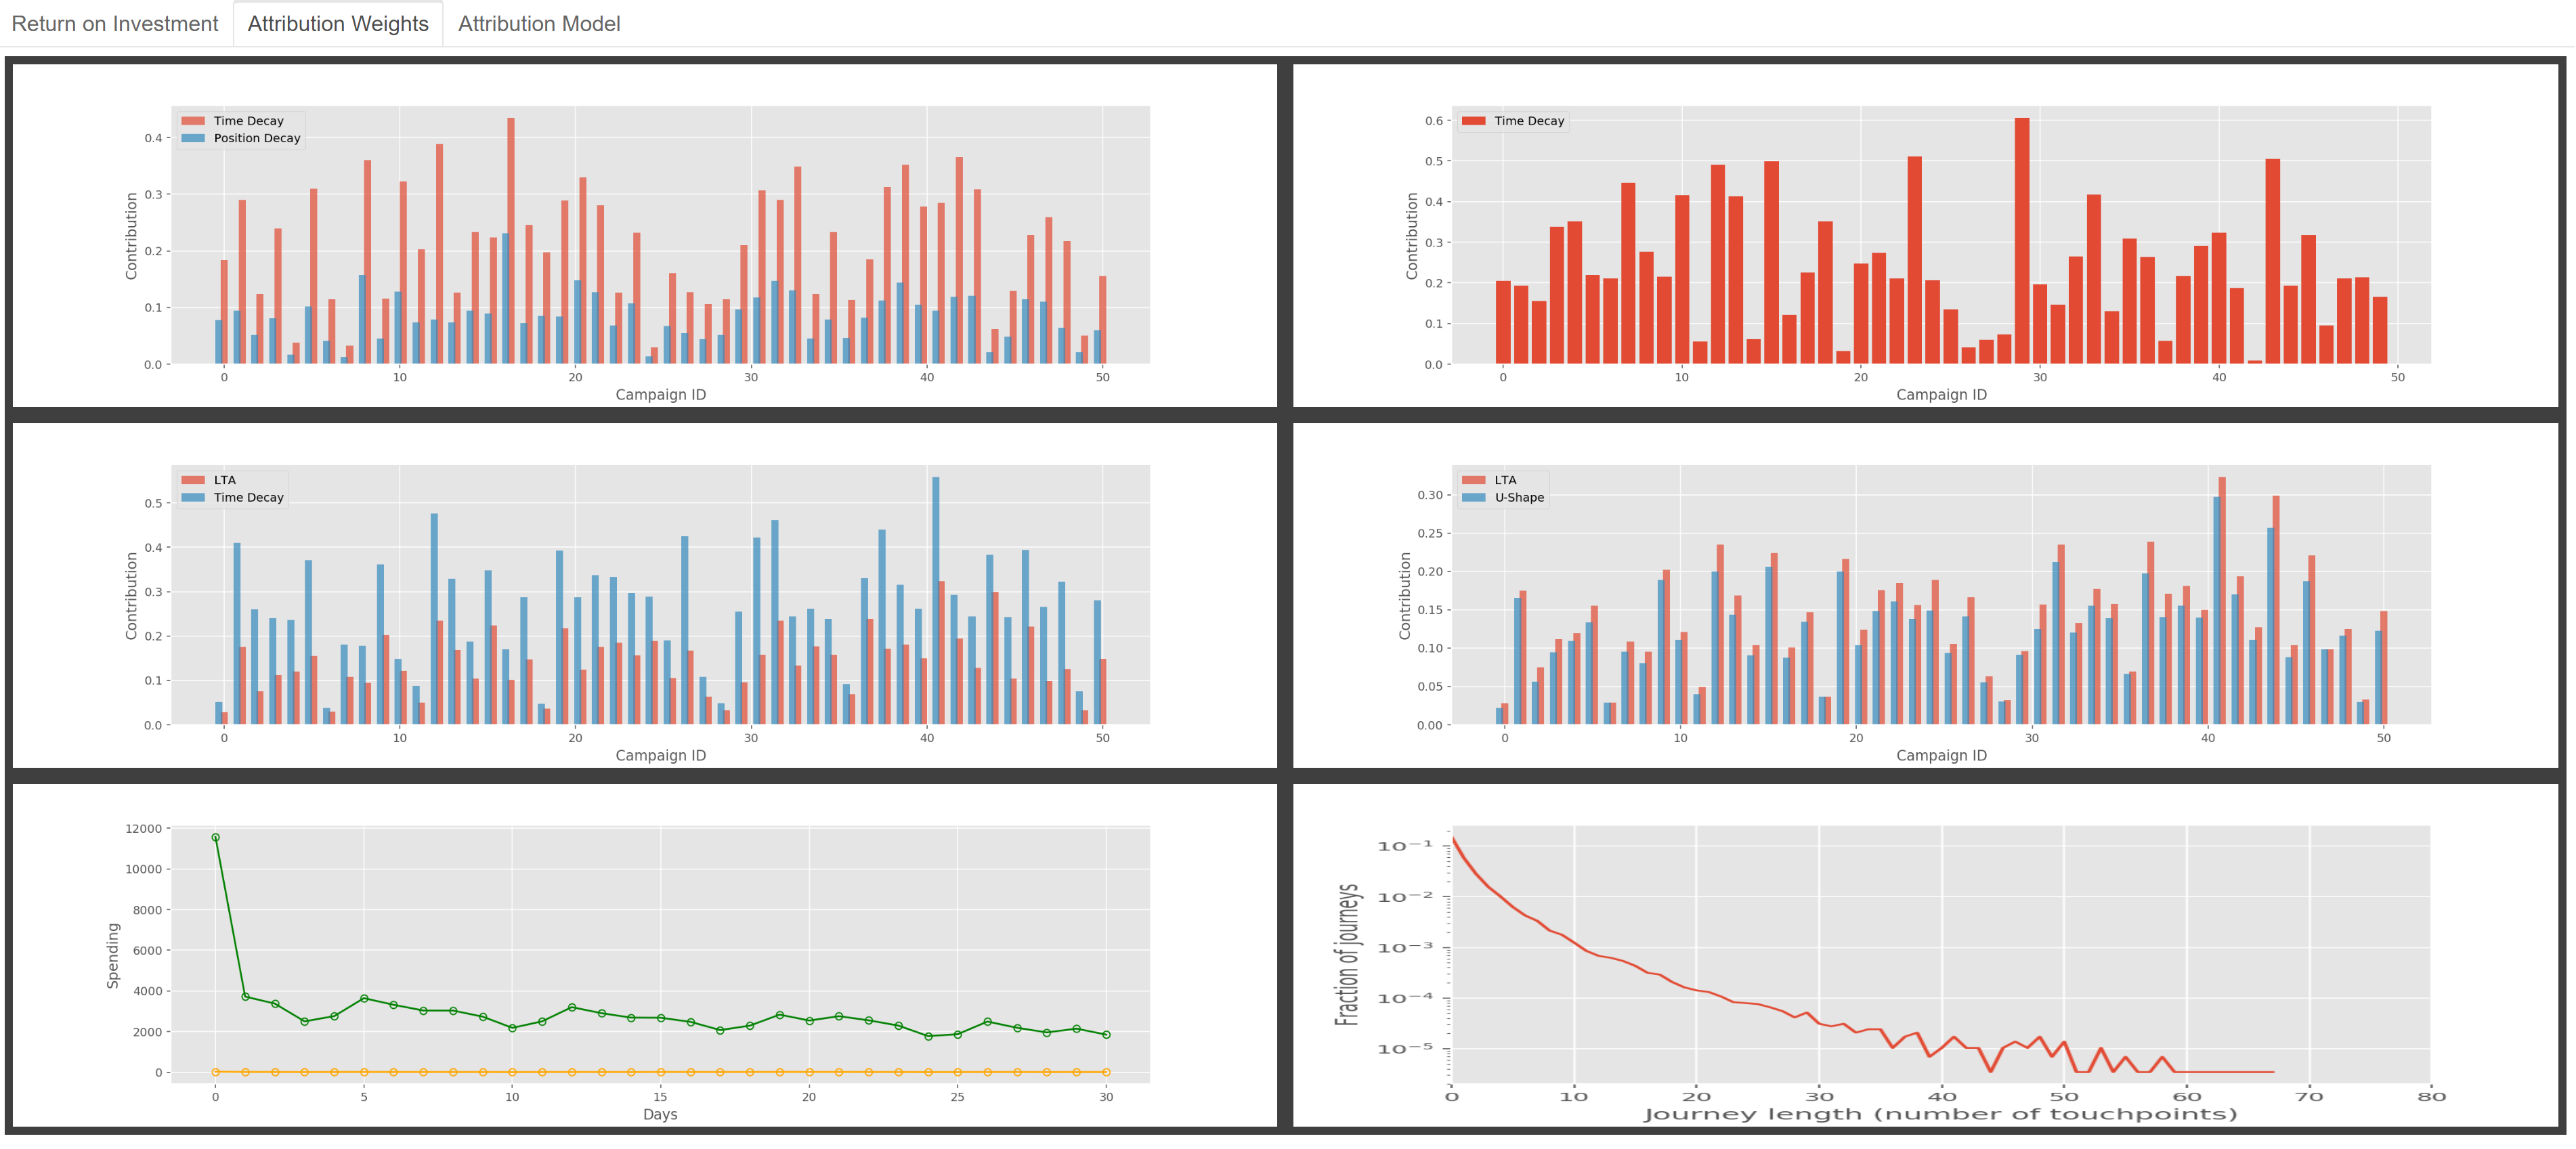 Return on Investment Attribution Weights Attribution Model
Time Decay
Position Decay
0.4
0.3
0.2
0.1
0.0
Contribution
0 10 20 30 40 50
Campaign ID
Time Decay
0.6
0.5
0.4
0.3
0.2
0.1
0.0
Contribution
0 10 20 30 40 50
Campaign ID
LTA
Time Decay
0.5
0.4
0.3
0.2
0.1
0.0
Contribution
0 10 20 30 40 50
Campaign ID
LTA
U-Shape
0.30
0.25
0.20
0.15
0.10
0.05
0.00
Contribution
0 10 20 30 40 50
Campaign ID
12000
10000
8000
6000
4000
2000
0
Spending
0 5 10 15 20 25 30
Days
10⁻¹
10⁻²
10⁻³
10⁻⁴
10⁻⁵
Fraction of journeys
0 10 20 30 40 50 60 70 80
Journey length (number of touchpoints)